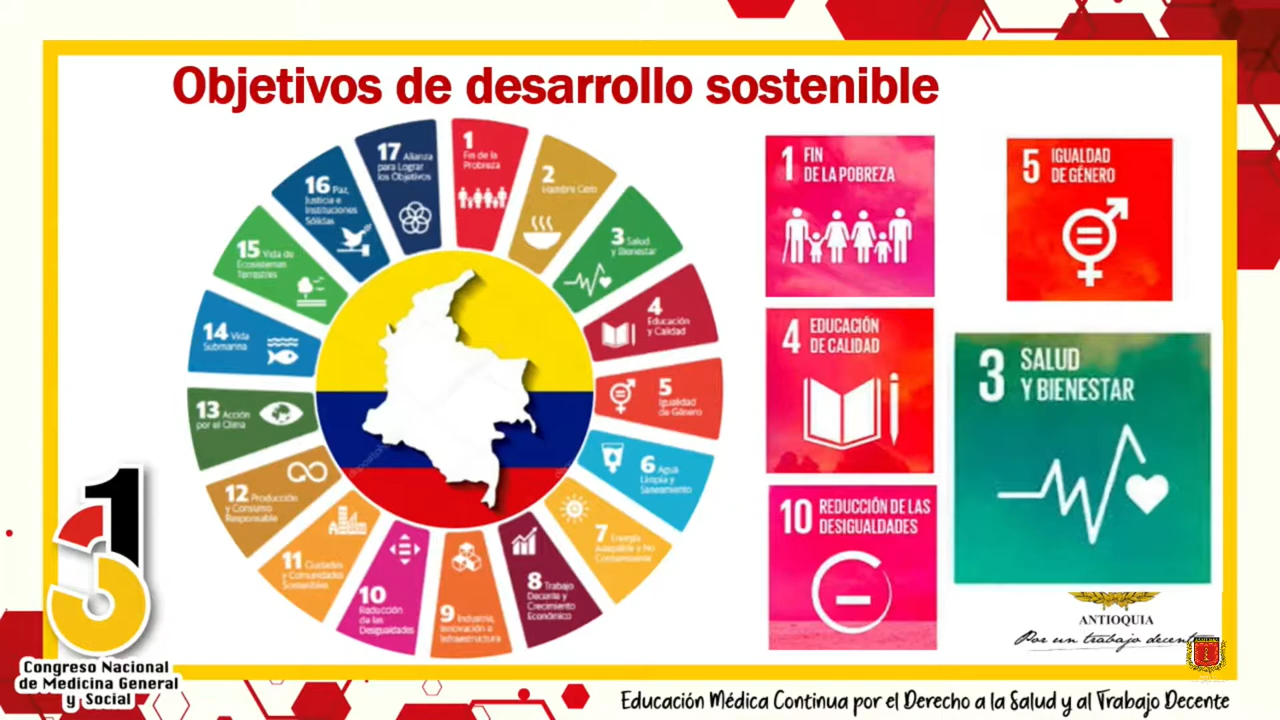 Objetivos de desarrollo sostenible
1
Fin de la
Probreza
2
Hambre Cero
3 Salud
y Bienestar
4
Educación
y Calidad
5
Igualdad
de Género
6 Agua
Limpia y
Saneamiento
7 Energía
Asequible y No
Contaminante
8 Trabajo
Decente y
Crecimiento
Económico
9 Industria,
Innovación e
Infraestructura
10
Reducción
de las
Desigualdades
11 Ciudades
y Comunidades
Sostenibles
12 Producción
y Consumo
Responsable
13 Acción
por el Clima
14 Vida
Submarina
15 Vida de
Ecosistemas
Terrestres
16 Paz,
Justicia e
Instituciones
Sólidas
17 Alianza
para Lograr
los Objetivos
1 FIN
DE LA POBREZA
4 EDUCACIÓN
DE CALIDAD
10 REDUCCIÓN DE LAS
DESIGUALDADES
5 IGUALDAD
DE GÉNERO
3 SALUD
Y BIENESTAR
ANTIOQUIA
Por un trabajo decente
51
Congreso Nacional
de Medicina General
y Social
Educación Médica Continua por el Derecho a la Salud y al Trabajo Decente